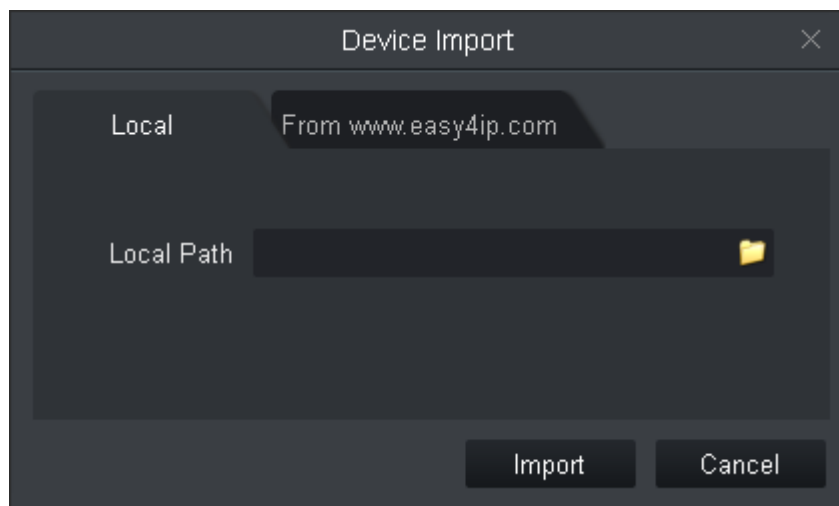 Device Import
Local
From www.easy4ip.com
Local Path
Import
Cancel